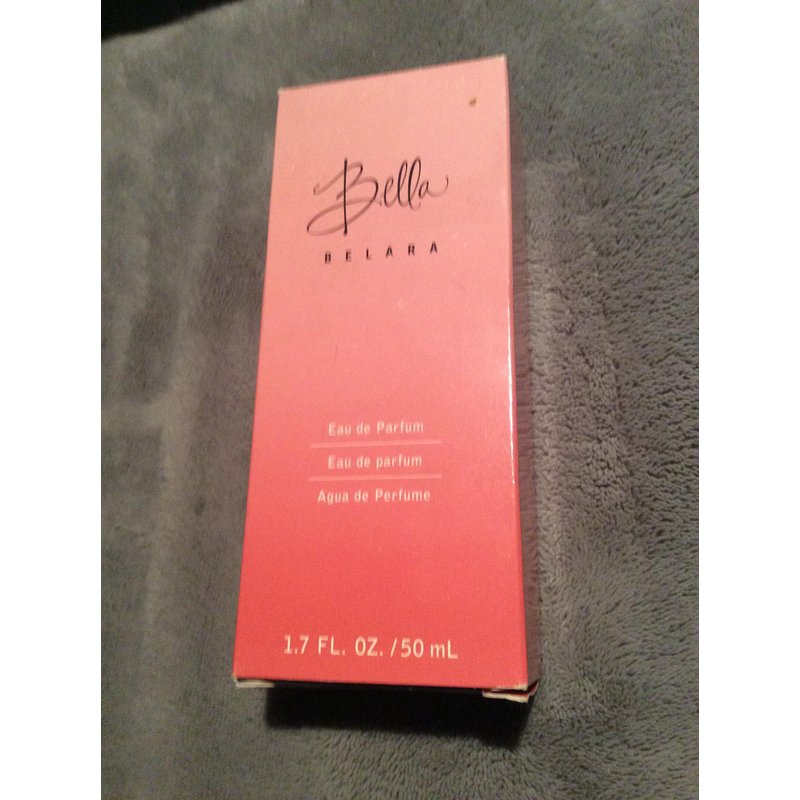 Bella
BELARA
Eau de Parfum
Eau de parfum
Agua de Perfume
1.7 FL. OZ. /50 mL